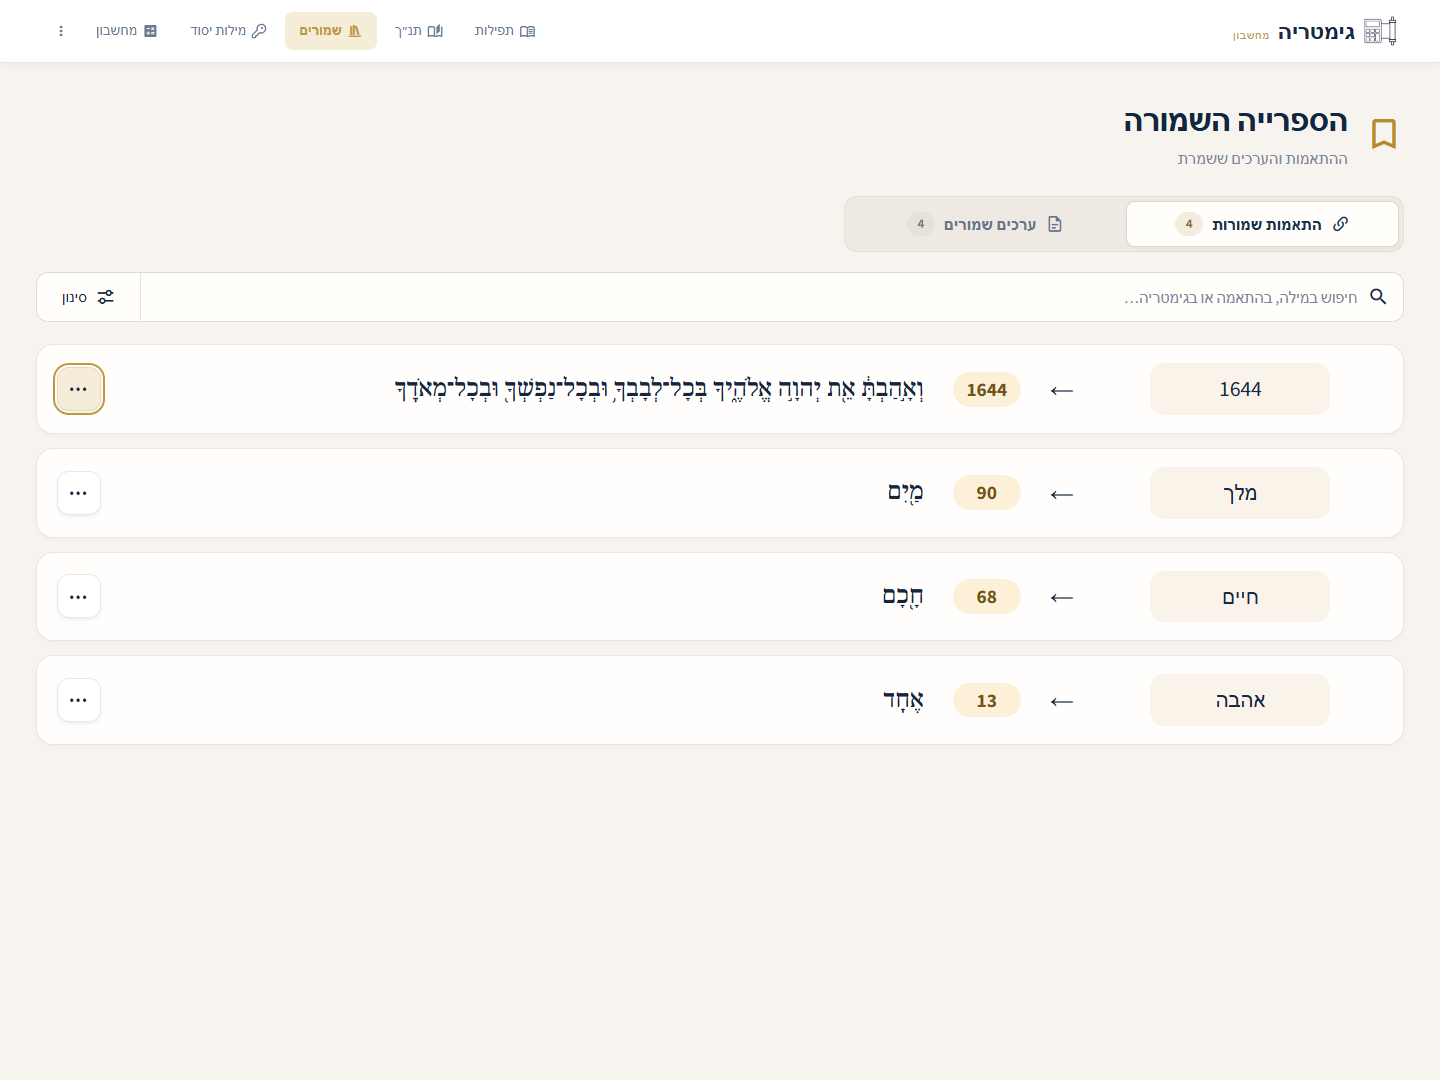 גימטריה מחשבון
תפילות
תנ״ך
שמורים
מילות יסוד
מחשבון
הספרייה השמורה
ההתאמות והערכים ששמרת
התאמות שמורות 4
ערכים שמורים 4
חיפוש במילה, בהתאמה או בגימטריה...
סינון
1644 ← 1644 וְאָ֣הַבְתָּ֔ אֵ֖ת יְהוָ֣ה אֱלֹהֶ֑יךָ בְּכָל־לְבָבְךָ֥ וּבְכָל־נַפְשְׁךָ֖ וּבְכָל־מְאֹדֶֽךָ
מלך ← 90 מַ֖יִם
חיים ← 68 חָ֖כָם
אהבה ← 13 אֶחָֽד